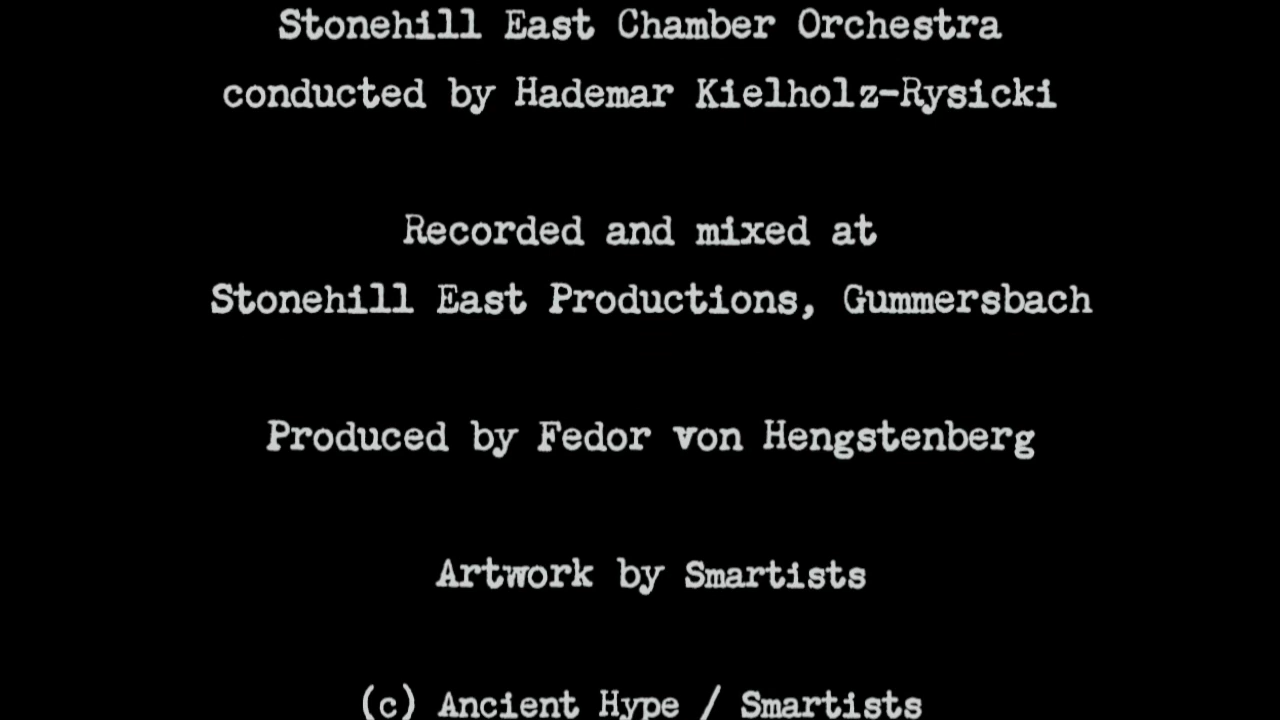 Stonehill East Chamber Orchestra
conducted by Hademar Kielholz-Rysicki
Recorded and mixed at
Stonehill East Productions, Gummersbach
Produced by Fedor von Hengstenberg
Artwork by Smartists
(c) Ancient Hype / Smartists